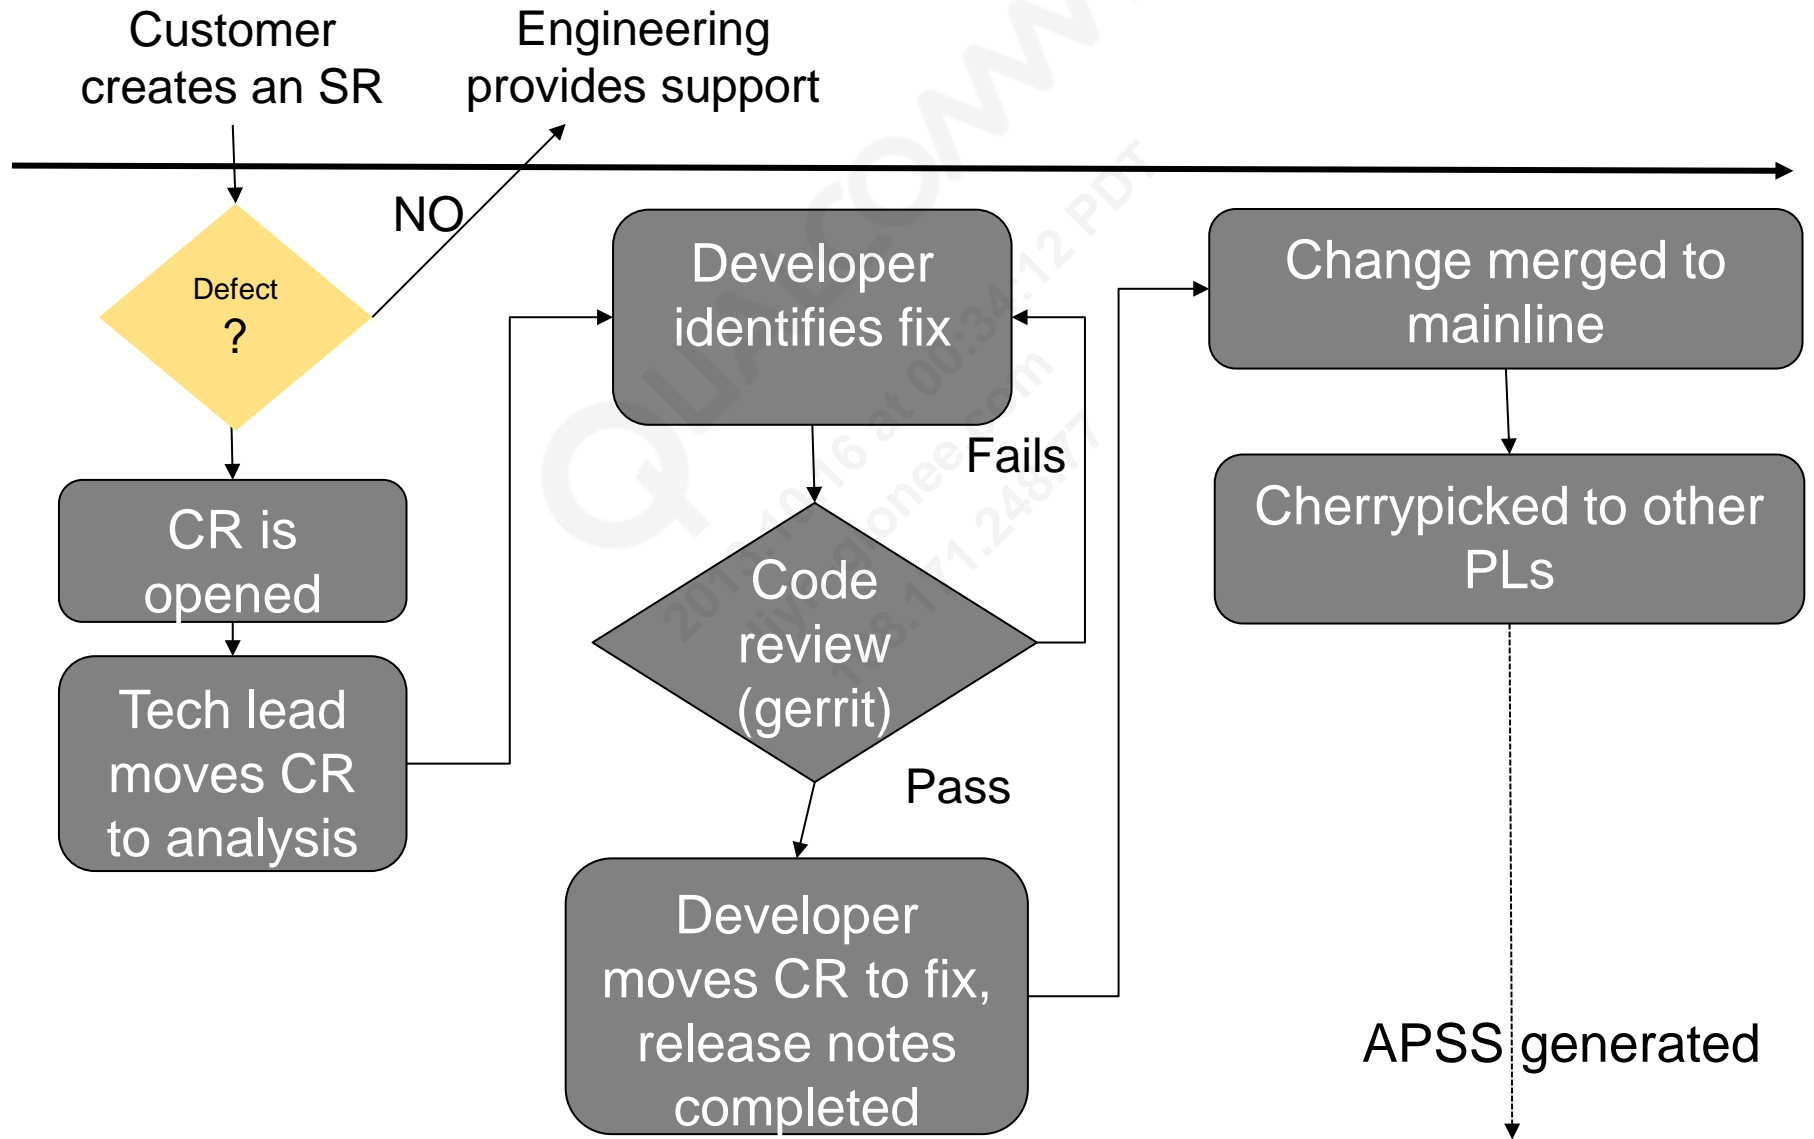 Customer
creates an SR
Engineering
provides support
NO
Defect
?
CR is
opened
Tech lead
moves CR
to analysis
Developer
identifies fix
Fails
Code
review
(gerrit)
Pass
Developer
moves CR to fix,
release notes
completed
Change merged to
mainline
Cherrypicked to other
PLs
APSS generated